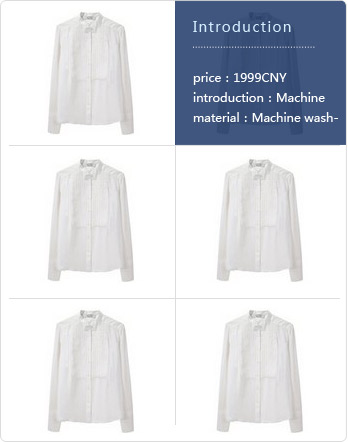 Introduction
price : 1999CNY
introduction : Machine
material : Machine wash-